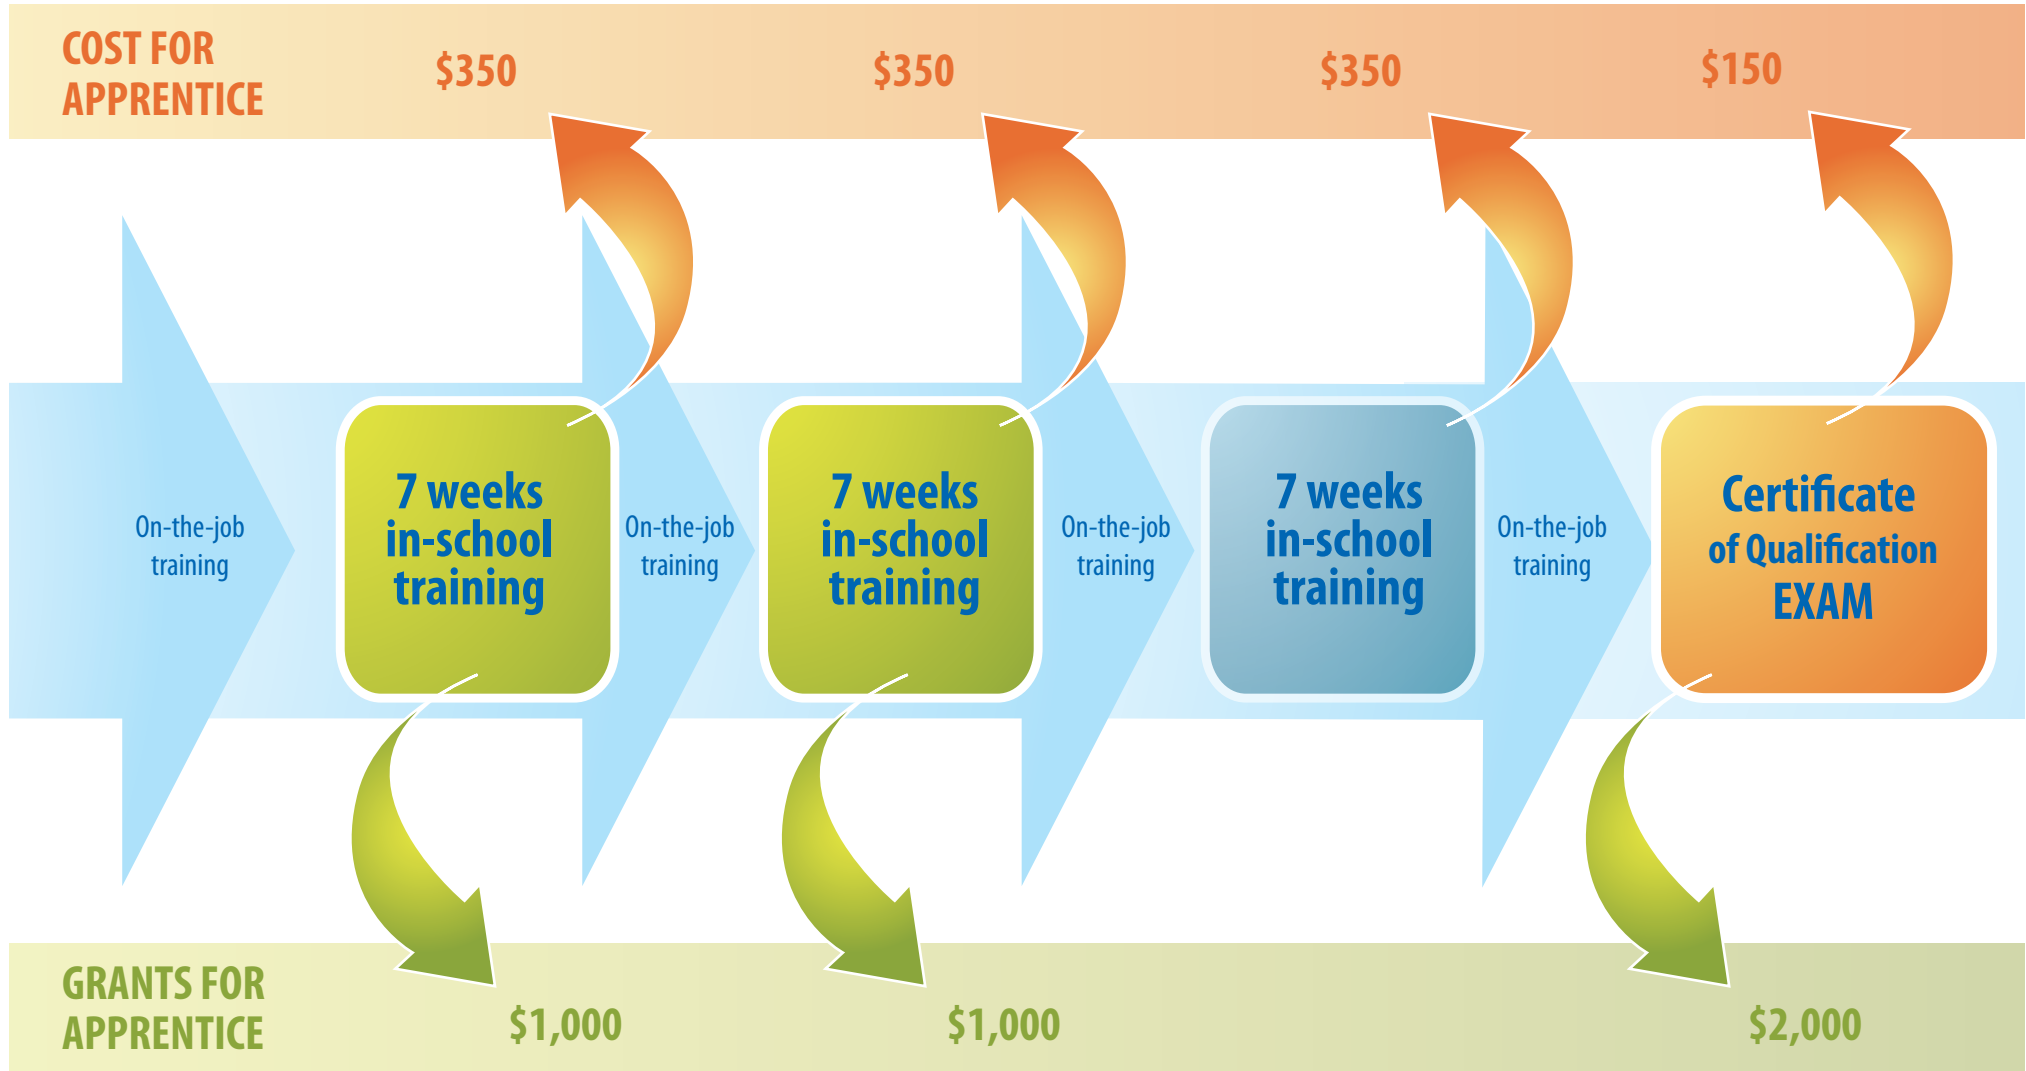 COST FOR
APPRENTICE
$350
$350
$350
$150
On-the-job
training
7 weeks
in-school
training
On-the-job
training
7 weeks
in-school
training
On-the-job
training
7 weeks
in-school
training
On-the-job
training
Certificate
of Qualification
EXAM
GRANTS FOR
APPRENTICE
$1,000
$1,000
$2,000